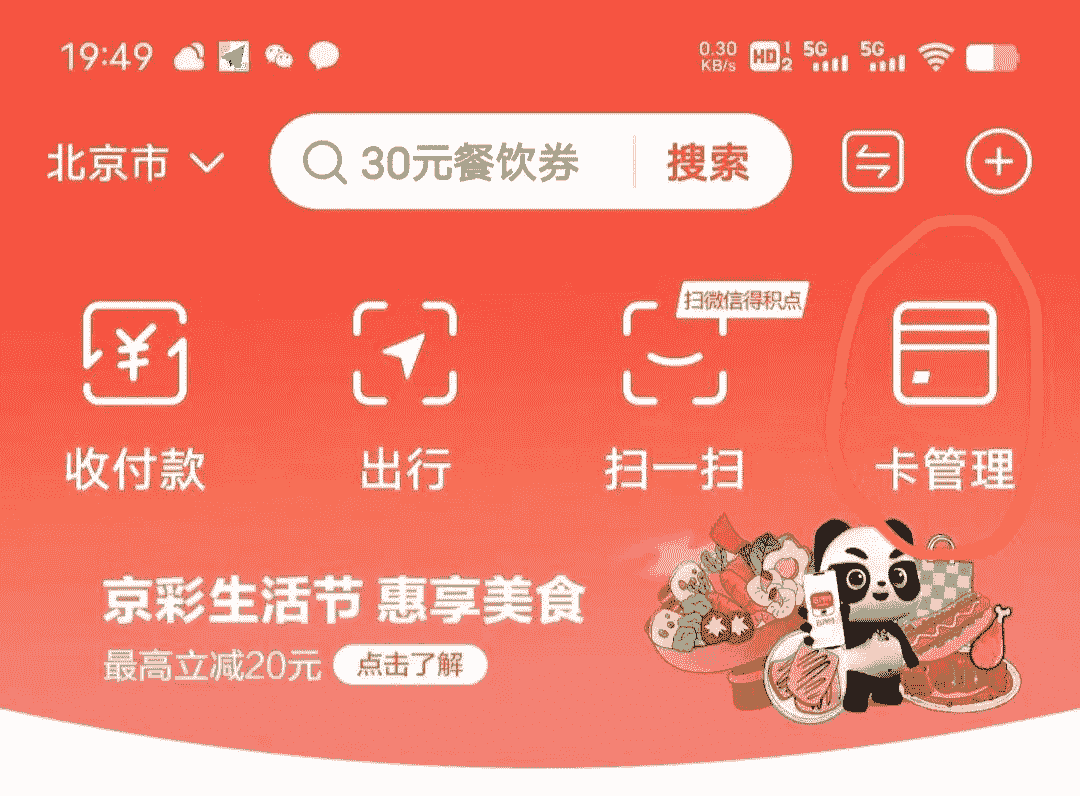 19:49 0.30 KB/s HD 1 2 5G 5G
北京市 30元餐饮券 搜索
扫微信得积点
收付款 出行 扫一扫 卡管理
京彩生活节 惠享美食
最高立减20元 点击了解